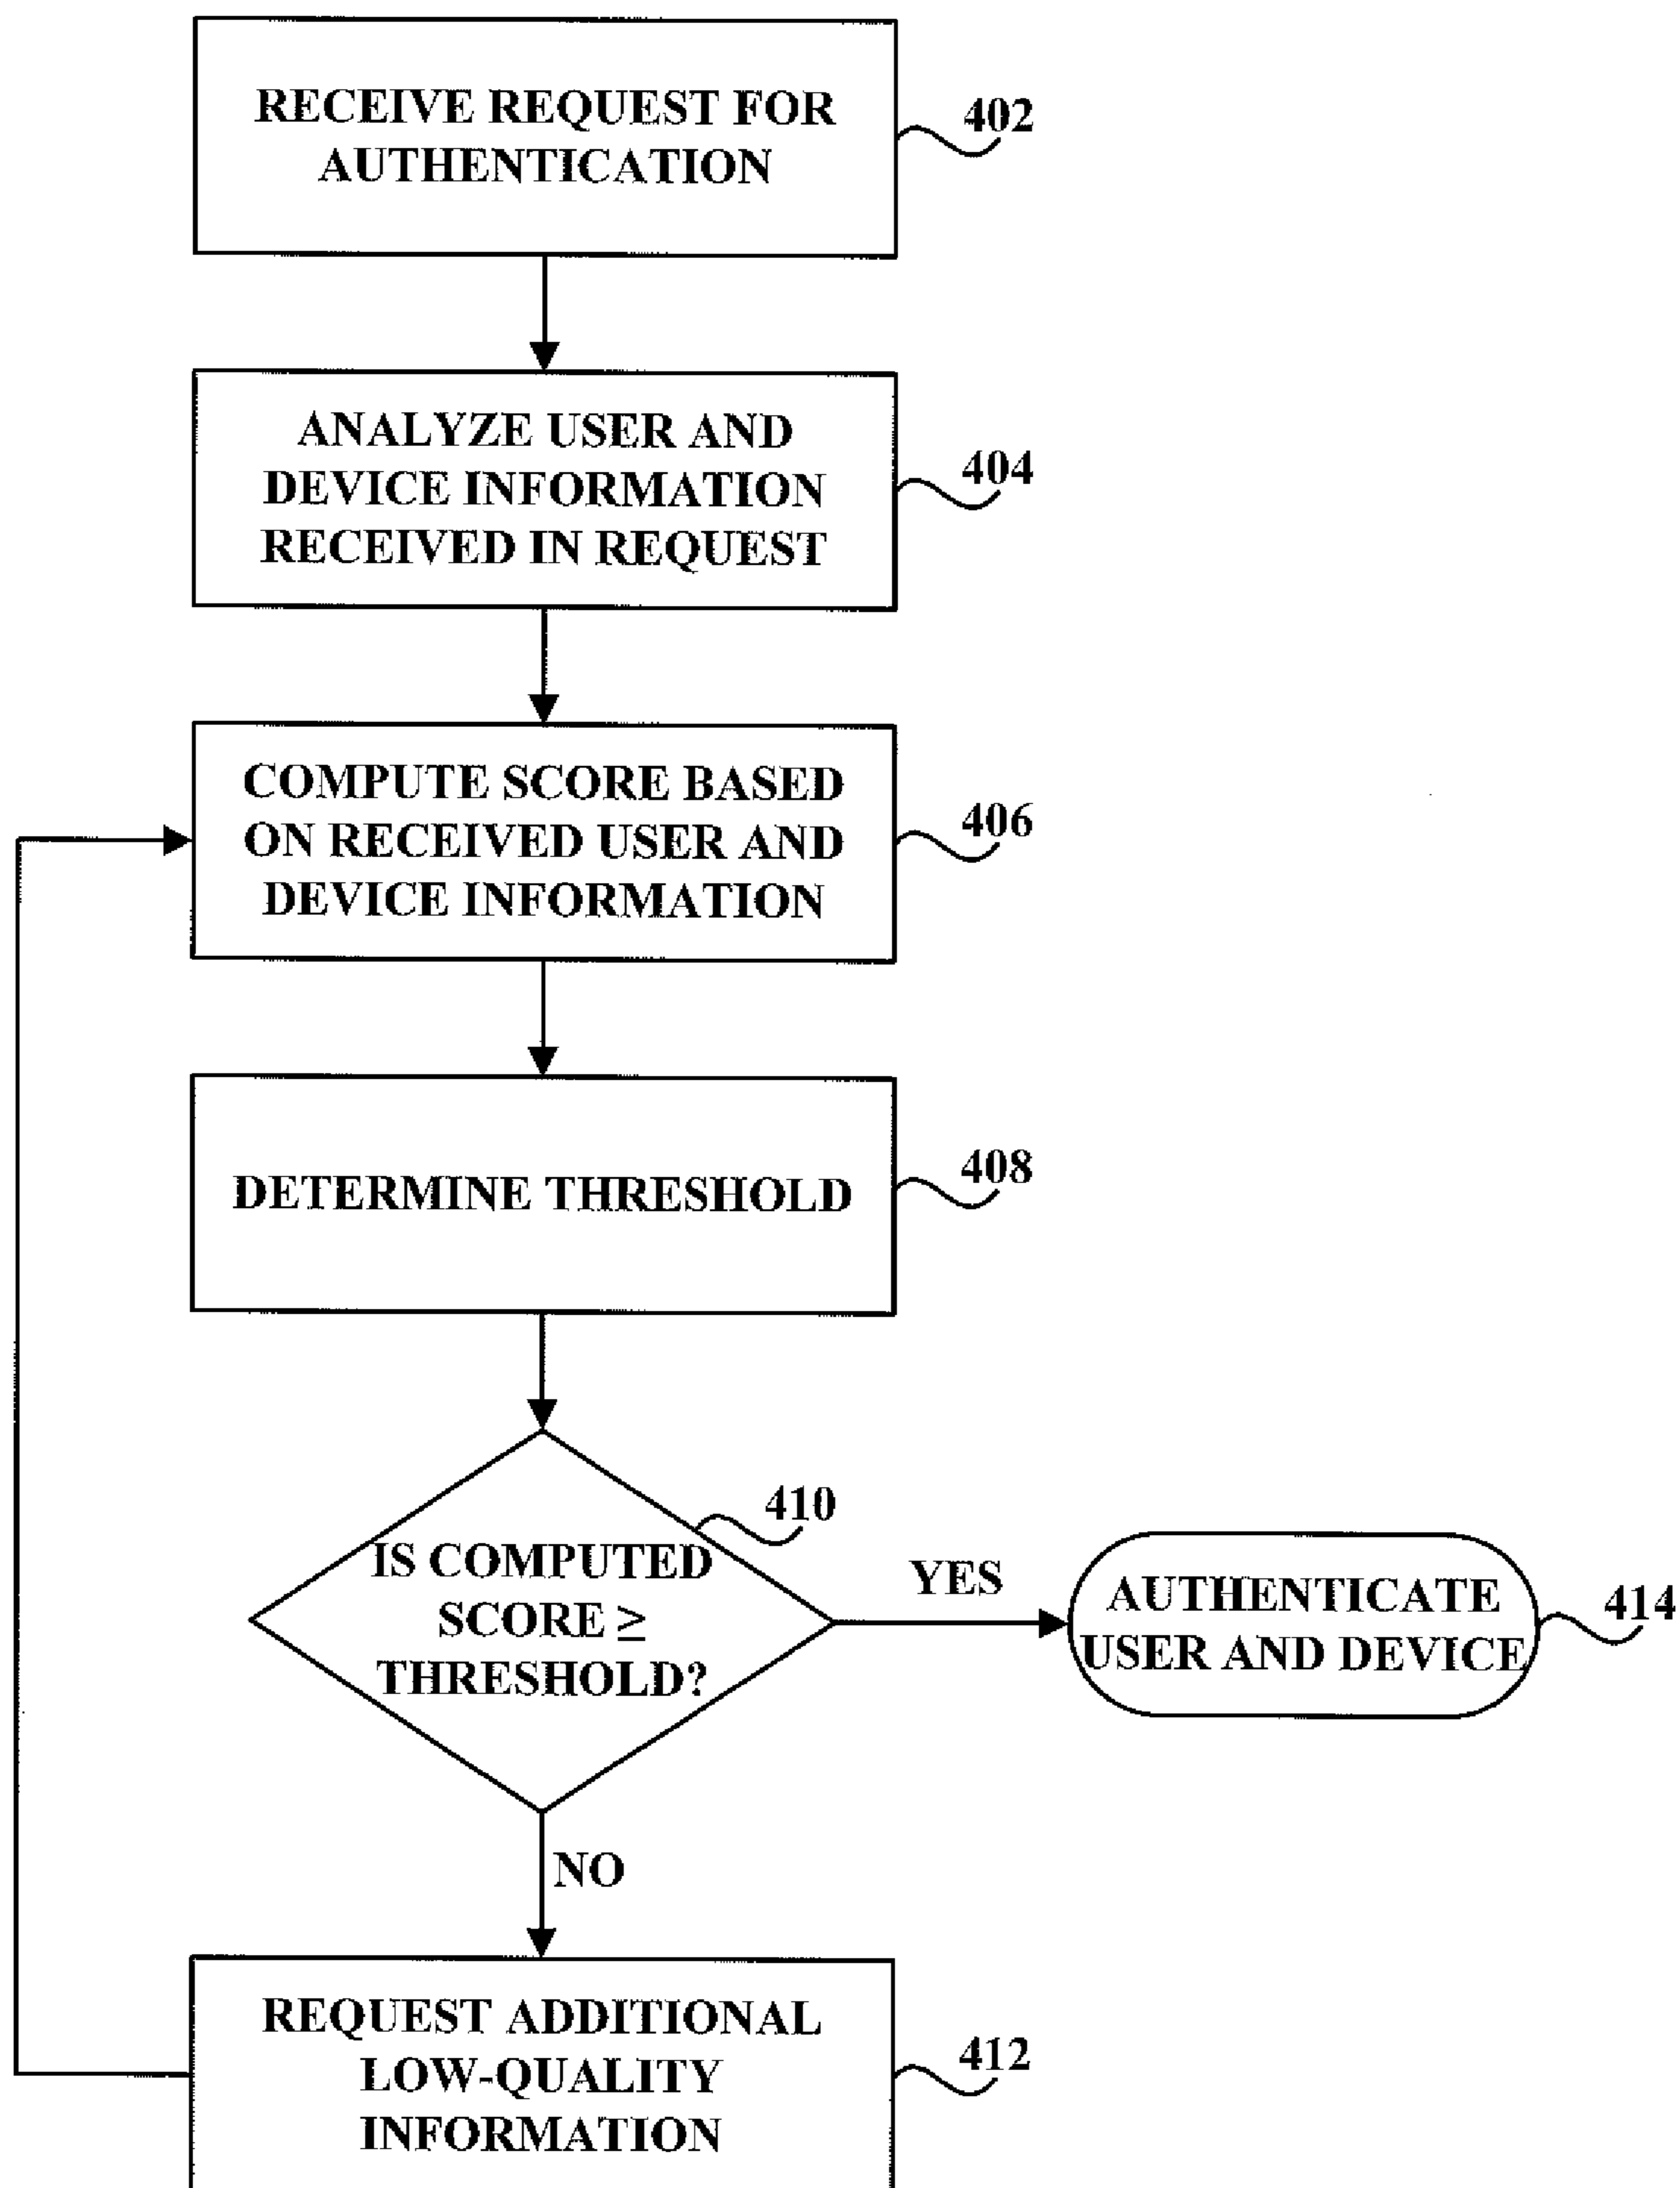 RECEIVE REQUEST FOR
AUTHENTICATION
402
ANALYZE USER AND
DEVICE INFORMATION
RECEIVED IN REQUEST
404
COMPUTE SCORE BASED
ON RECEIVED USER AND
DEVICE INFORMATION
406
DETERMINE THRESHOLD
408
IS COMPUTED
SCORE ≥
THRESHOLD?
410
YES
AUTHENTICATE
USER AND DEVICE
414
NO
REQUEST ADDITIONAL
LOW-QUALITY
INFORMATION
412